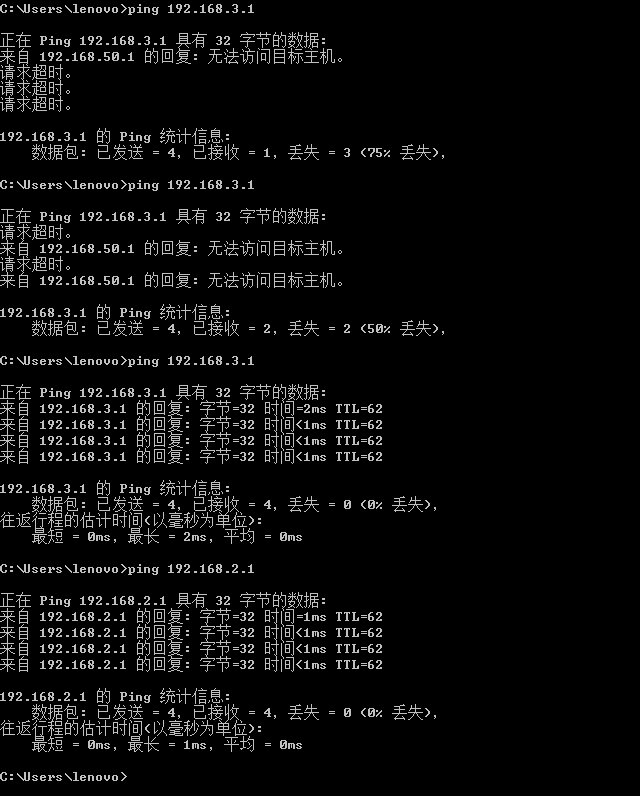 C:\Users\lenovo>ping 192.168.3.1
正在 Ping 192.168.3.1 具有 32 字节的数据:
来自 192.168.50.1 的回复: 无法访问目标主机。
请求超时。
请求超时。
请求超时。
192.168.3.1 的 Ping 统计信息:
数据包: 已发送 = 4, 已接收 = 1, 丢失 = 3 (75% 丢失),
C:\Users\lenovo>ping 192.168.3.1
正在 Ping 192.168.3.1 具有 32 字节的数据:
请求超时。
来自 192.168.50.1 的回复: 无法访问目标主机。
请求超时。
来自 192.168.50.1 的回复: 无法访问目标主机。
192.168.3.1 的 Ping 统计信息:
数据包: 已发送 = 4, 已接收 = 2, 丢失 = 2 (50% 丢失),
C:\Users\lenovo>ping 192.168.3.1
正在 Ping 192.168.3.1 具有 32 字节的数据:
来自 192.168.3.1 的回复: 字节=32 时间=2ms TTL=62
来自 192.168.3.1 的回复: 字节=32 时间<1ms TTL=62
来自 192.168.3.1 的回复: 字节=32 时间<1ms TTL=62
来自 192.168.3.1 的回复: 字节=32 时间<1ms TTL=62
192.168.3.1 的 Ping 统计信息:
数据包: 已发送 = 4, 已接收 = 4, 丢失 = 0 (0% 丢失),
往返行程的估计时间(以毫秒为单位):
最短 = 0ms, 最长 = 2ms, 平均 = 0ms
C:\Users\lenovo>ping 192.168.2.1
正在 Ping 192.168.2.1 具有 32 字节的数据:
来自 192.168.2.1 的回复: 字节=32 时间=1ms TTL=62
来自 192.168.2.1 的回复: 字节=32 时间<1ms TTL=62
来自 192.168.2.1 的回复: 字节=32 时间<1ms TTL=62
来自 192.168.2.1 的回复: 字节=32 时间<1ms TTL=62
192.168.2.1 的 Ping 统计信息:
数据包: 已发送 = 4, 已接收 = 4, 丢失 = 0 (0% 丢失),
往返行程的估计时间(以毫秒为单位):
最短 = 0ms, 最长 = 1ms, 平均 = 0ms
C:\Users\lenovo>